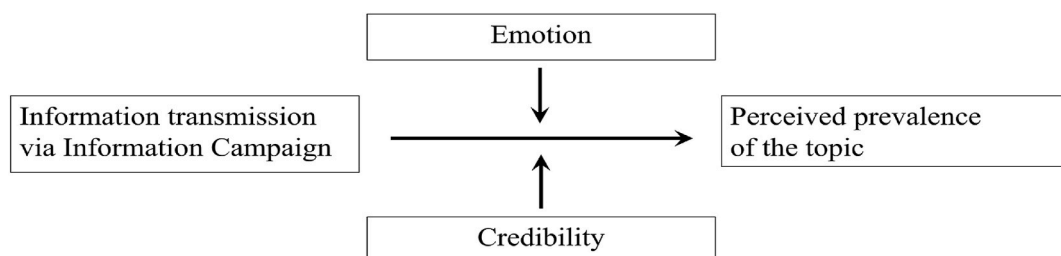 Emotion
Information transmission
via Information Campaign
Perceived prevalence
of the topic
Credibility